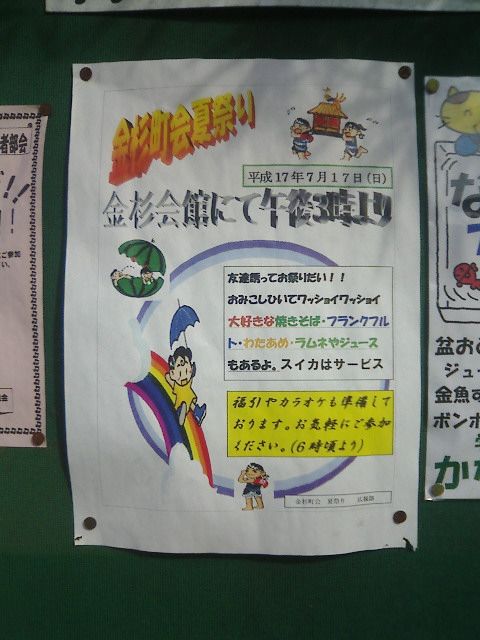 金杉町会夏祭り
平成17年7月17日(日)
金杉会館にて午後3時より
友達誘ってお祭りだい！！
おみこしひいてワッショイワッショイ
大好きな焼きそば・フランクフル
ト・わたあめ・ラムネやジュース
もあるよ。スイカはサービス
福引やカラオケも準備して
おります。お気軽にご参加
ください。(6時頃より)
金杉町会 夏祭り 広報部
者部会
ご参加
い。
な
盆お
ジュー
金魚す
ボンボ
か